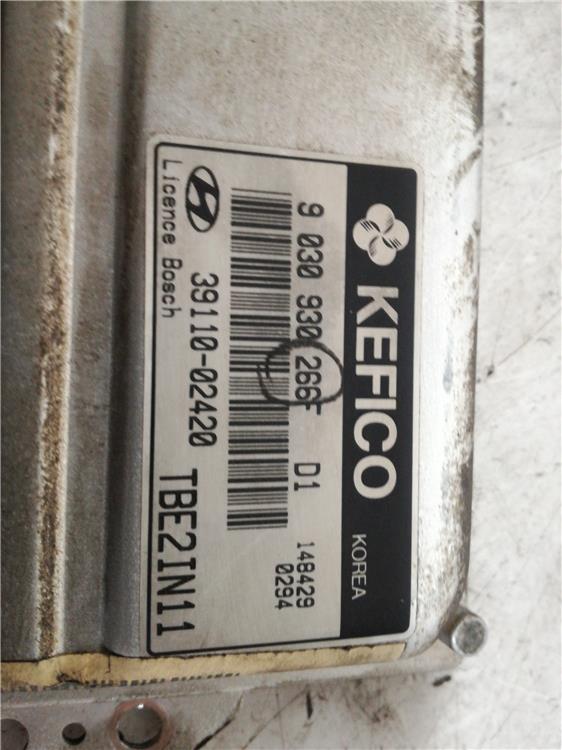 KEFICO KOREA
9 030 930 266F D1
148429
0294
39110-02420
TBE2IN11
Licence Bosch